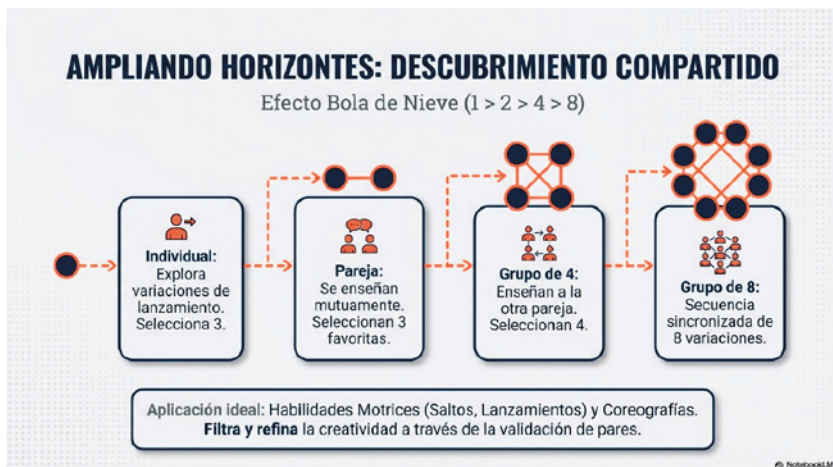 AMPLIANDO HORIZONTES: DESCUBRIMIENTO COMPARTIDO
Efecto Bola de Nieve (1 > 2 > 4 > 8)
Individual:
Explora
variaciones de
lanzamiento.
Selecciona 3.
Pareja:
Se enseñan
mutuamente.
Seleccionan 3
favoritas.
Grupo de 4:
Enseñan a la
otra pareja.
Seleccionan 4.
Grupo de 8:
Secuencia
sincronizada de
8 variaciones.
Aplicación ideal: Habilidades Motrices (Saltos, Lanzamientos) y Coreografías.
Filtra y refina la creatividad a través de la validación de pares.
NotebookLM